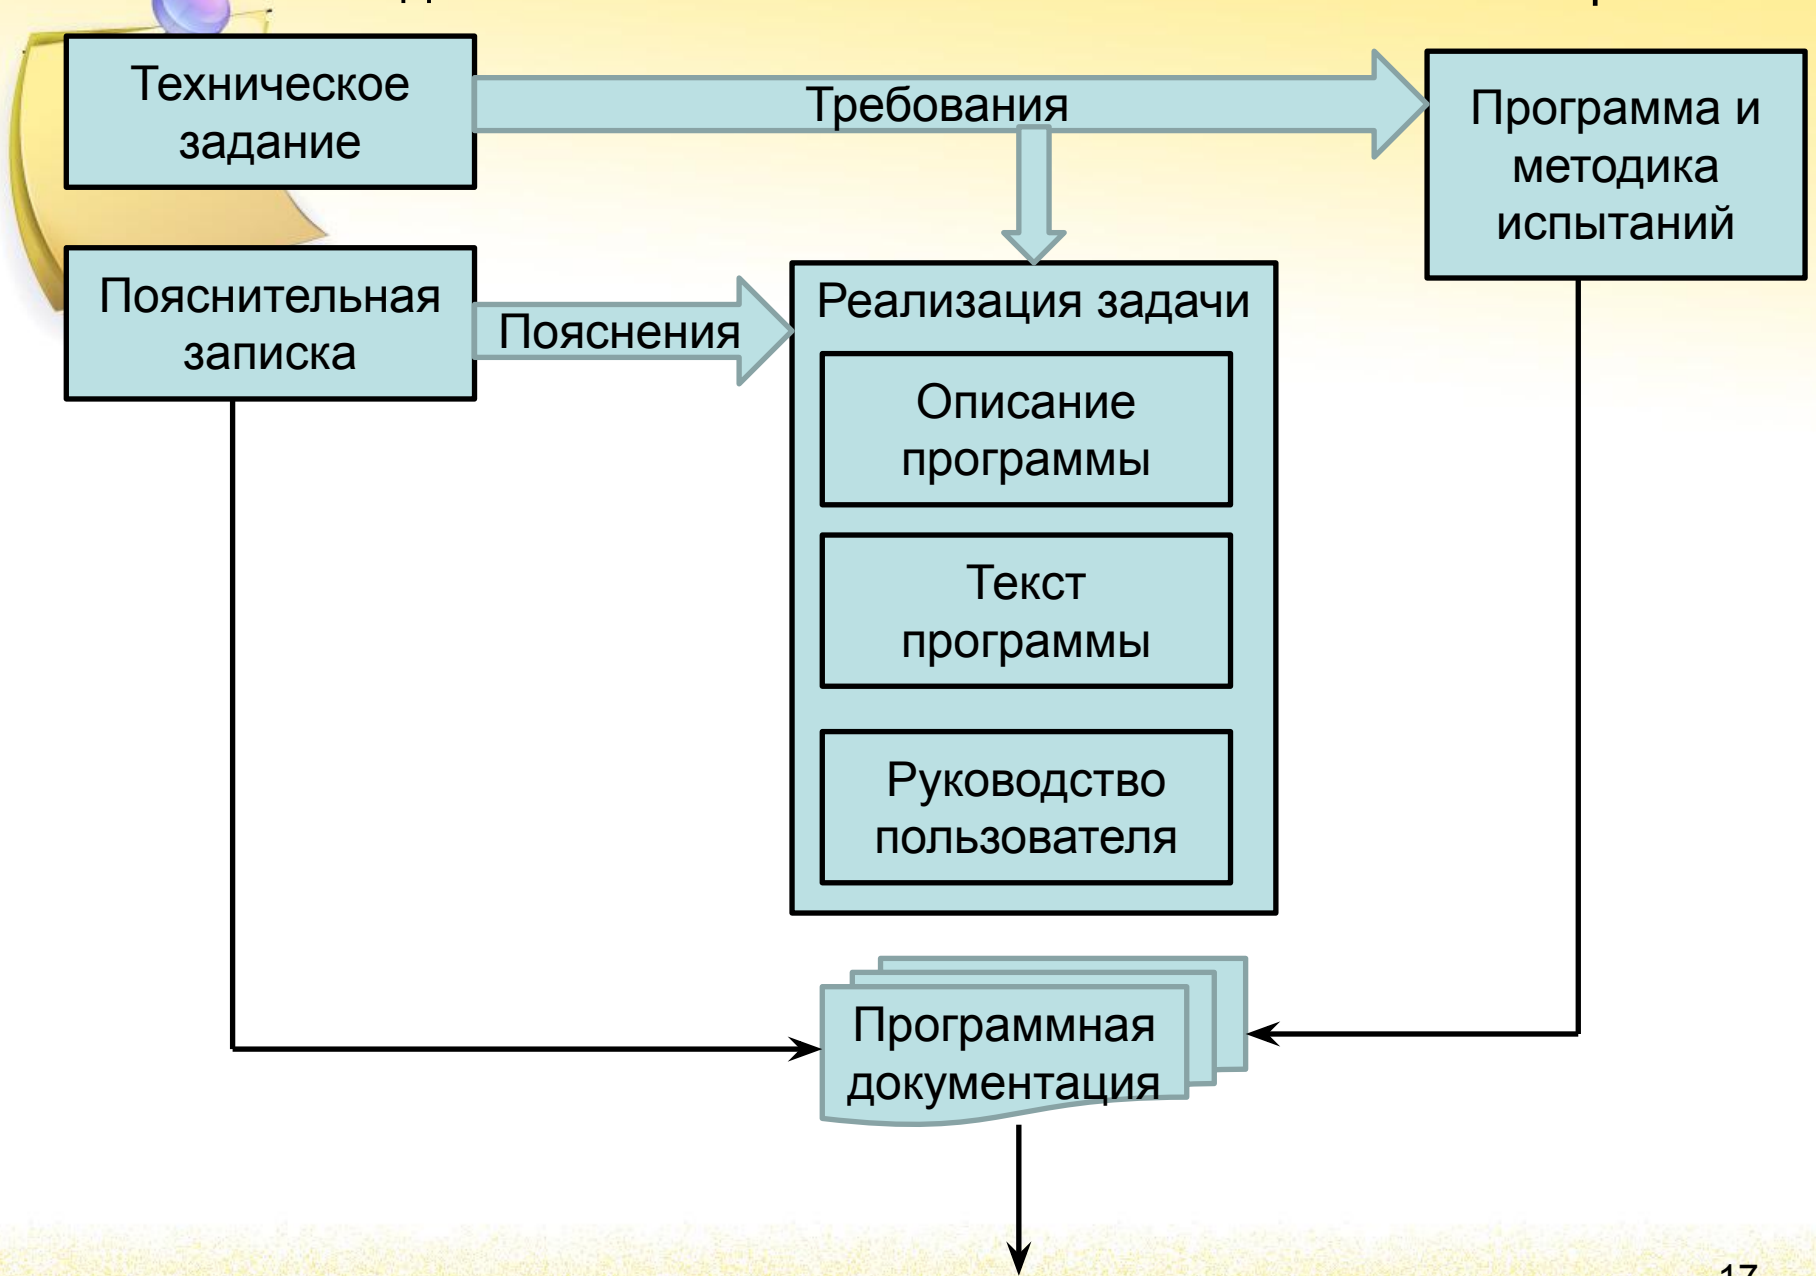 Техническое
задание
Требования
Программа и
методика
испытаний
Пояснительная
записка
Пояснения
Реализация задачи
Описание
программы
Текст
программы
Руководство
пользователя
Программная
документация
17